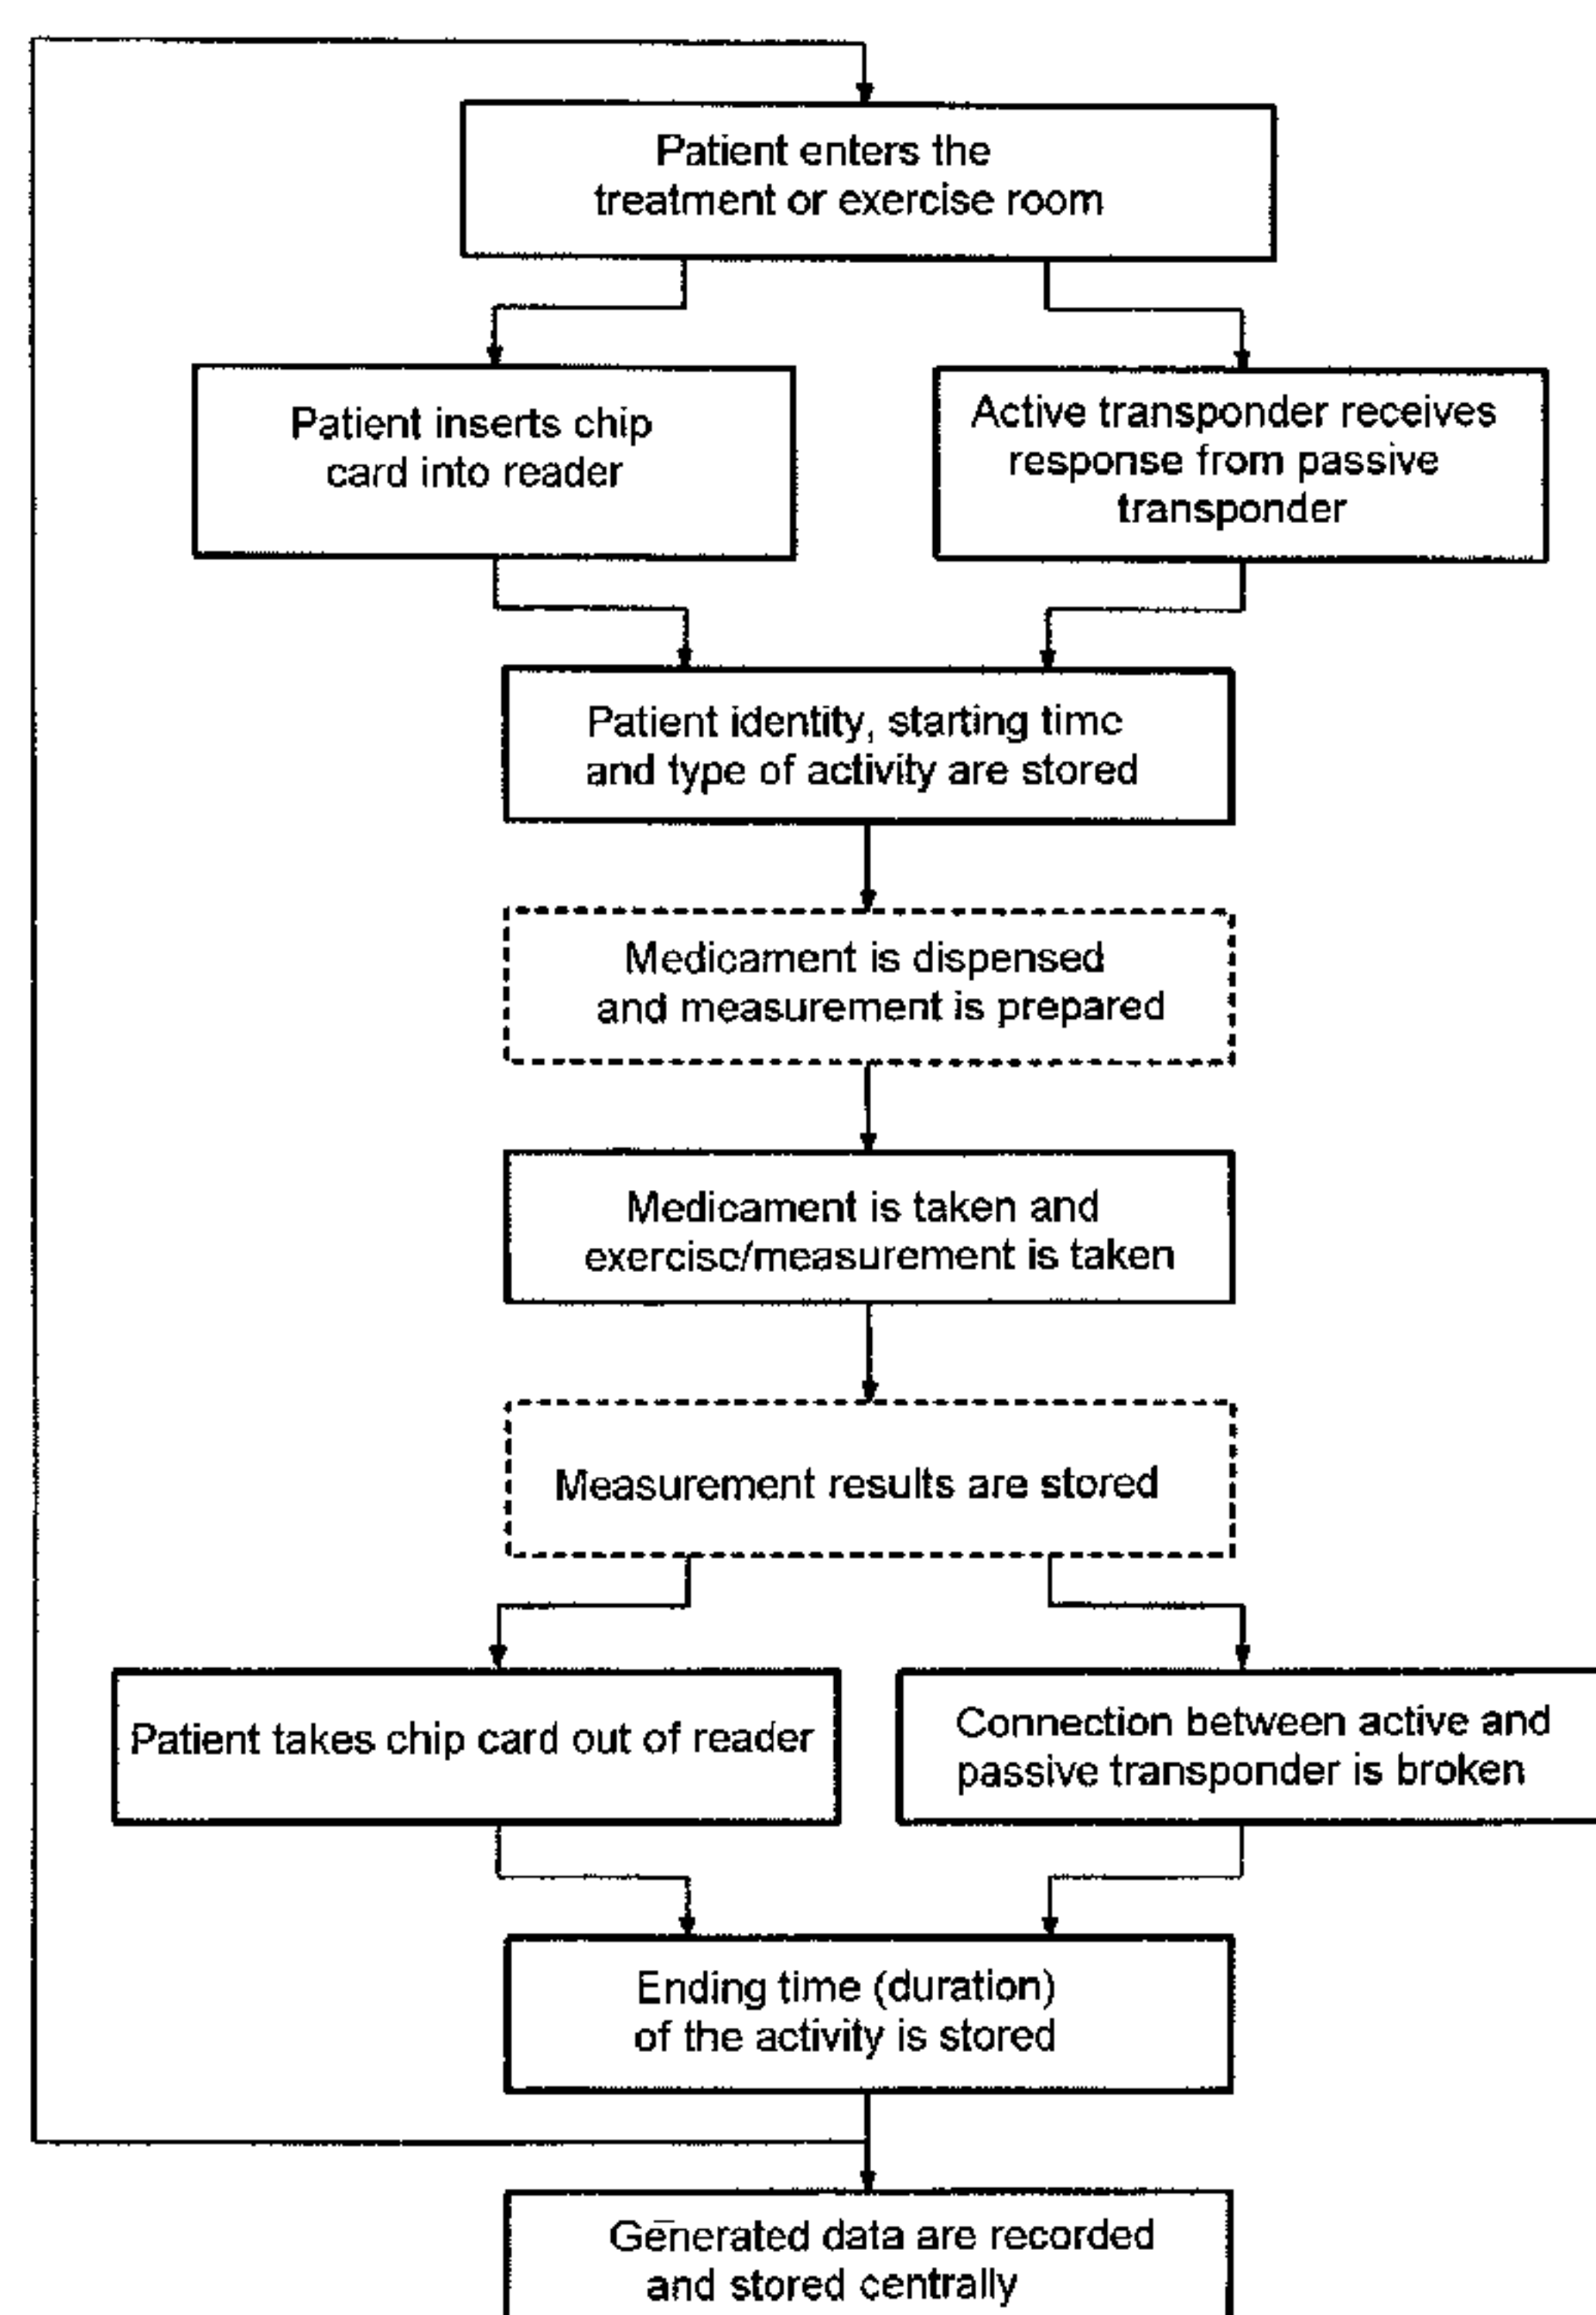 Patient enters the
treatment or exercise room
Patient inserts chip
card into reader
Active transponder receives
response from passive
transponder
Patient identity, starting time
and type of activity are stored
Medicament is dispensed
and measurement is prepared
Medicament is taken and
exercise/measurement is taken
Measurement results are stored
Patient takes chip card out of reader
Connection between active and
passive transponder is broken
Ending time (duration)
of the activity is stored
Generated data are recorded
and stored centrally